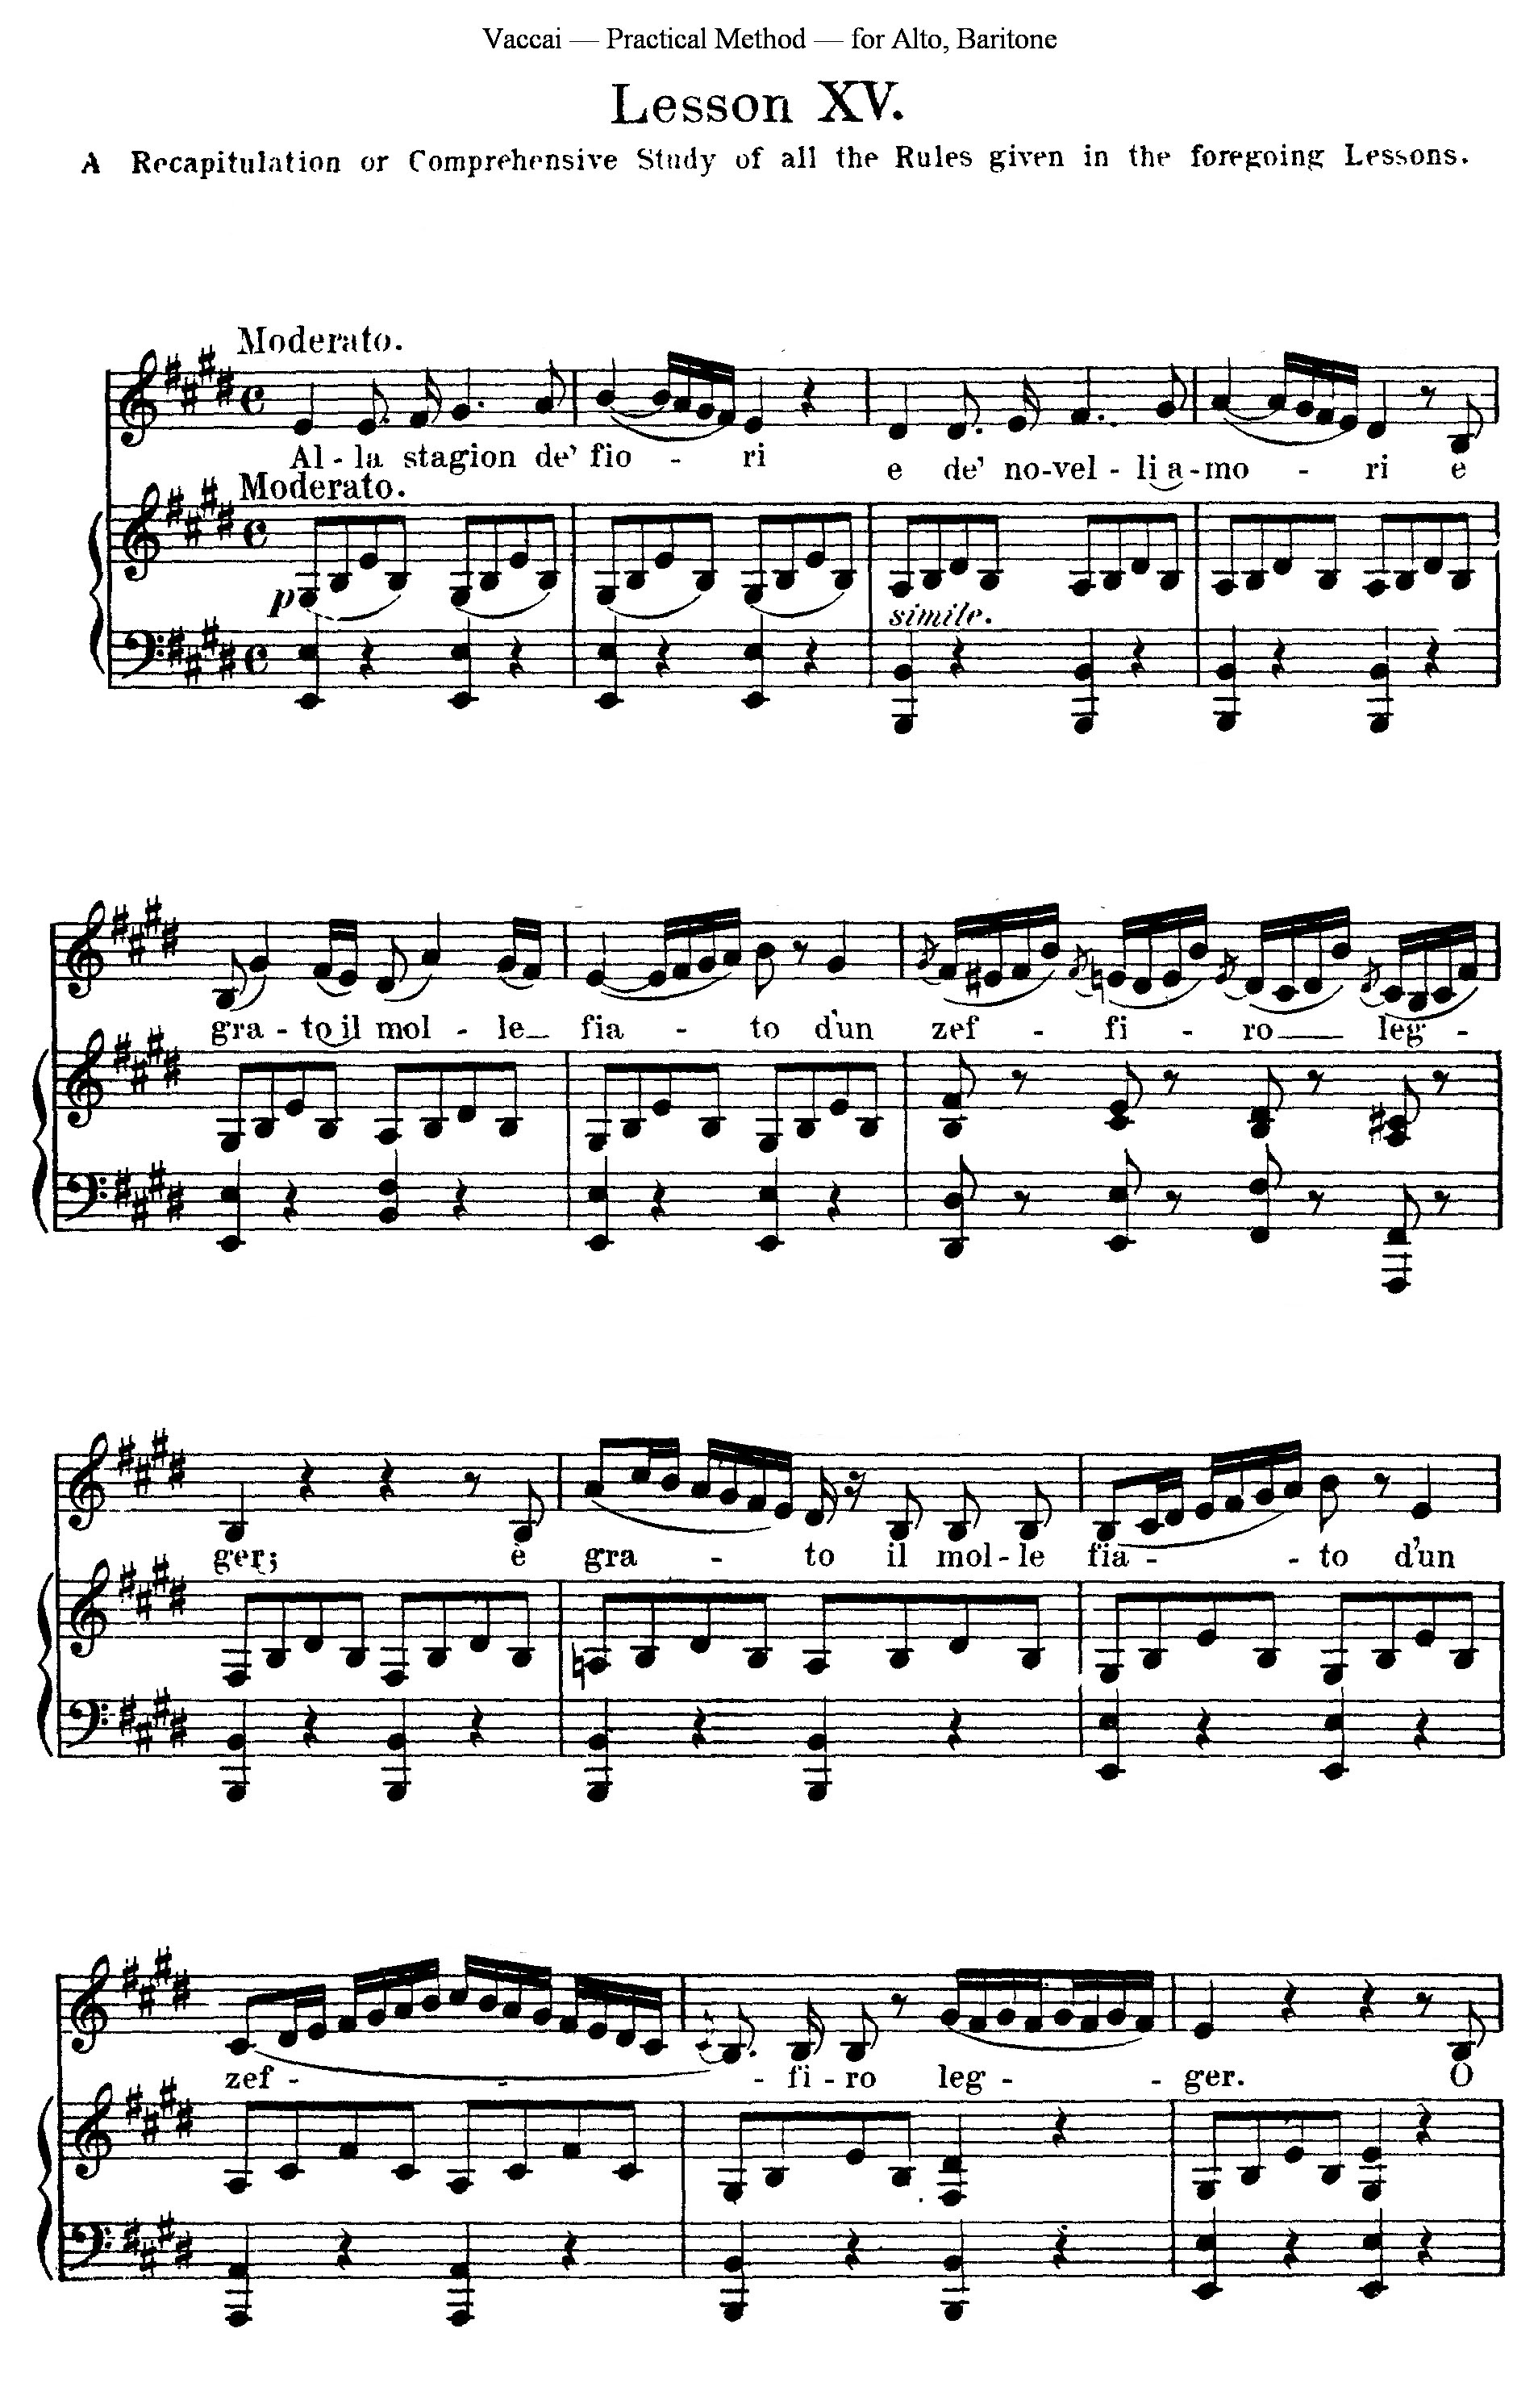 Vaccai — Practical Method — for Alto, Baritone
Lesson XV.
A Recapitulation or Comprehensive Study of all the Rules given in the foregoing Lessons.
Moderato.
Al - la stagion de' fio - ri e de' no-vel - li a - mo - ri e
Moderato.
p
simile.
gra - to il mol - le fia - to d'un zef - fi - ro leg -
ger; è gra - to il mol - le fia - to d'un
zef - - fi - ro leg - - ger. O